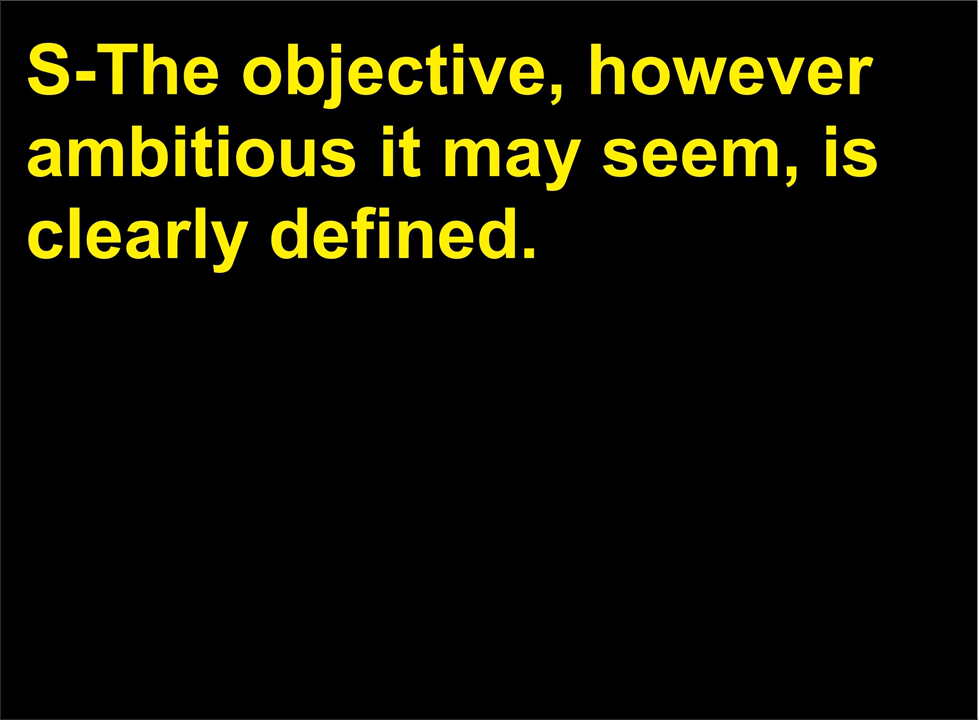 S-The objective, however
ambitious it may seem, is
clearly defined.